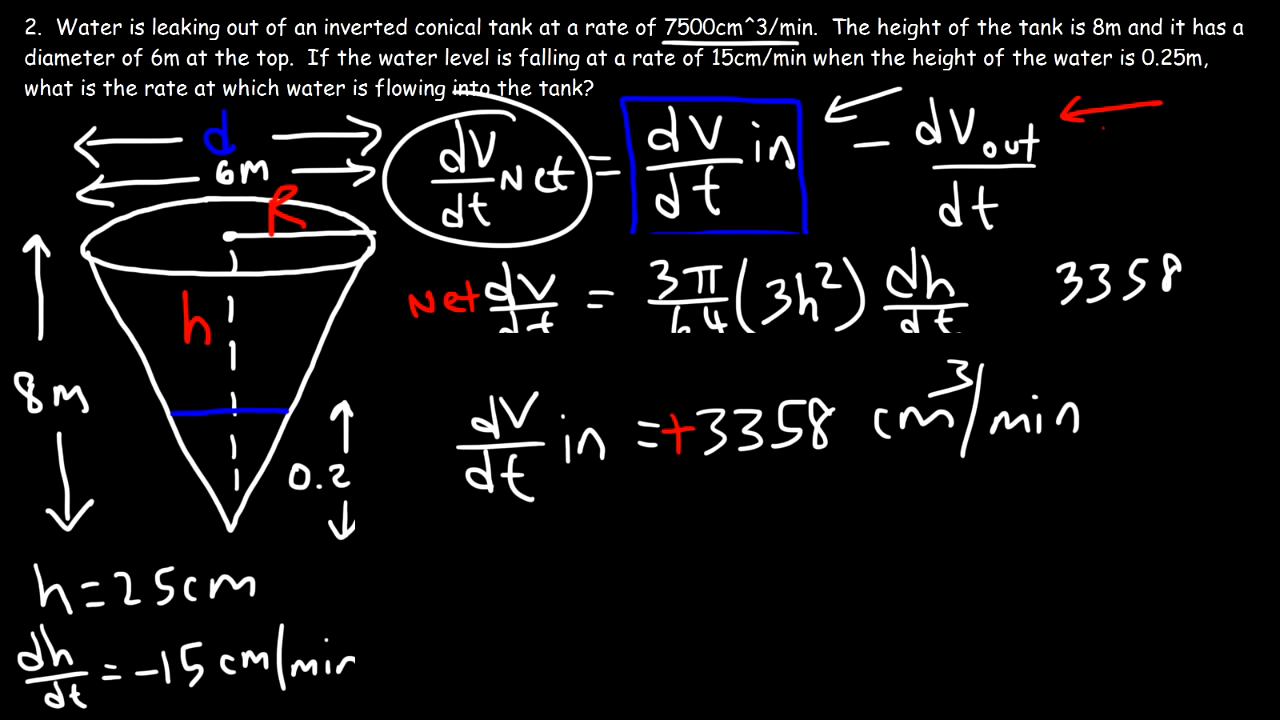 2. Water is leaking out of an inverted conical tank at a rate of 7500cm^3/min. The height of the tank is 8m and it has a
diameter of 6m at the top. If the water level is falling at a rate of 15cm/min when the height of the water is 0.25m,
what is the rate at which water is flowing into the tank?
d
6m
R
h
8m
0.2
h=25cm
dh/dt = -15 cm/min
dV/dt Net = dV/dt in - dVout/dt
Net dV/dt = 3π/64 (3h²) dh/dt
3358
dV/dt in = +3358 cm³/min